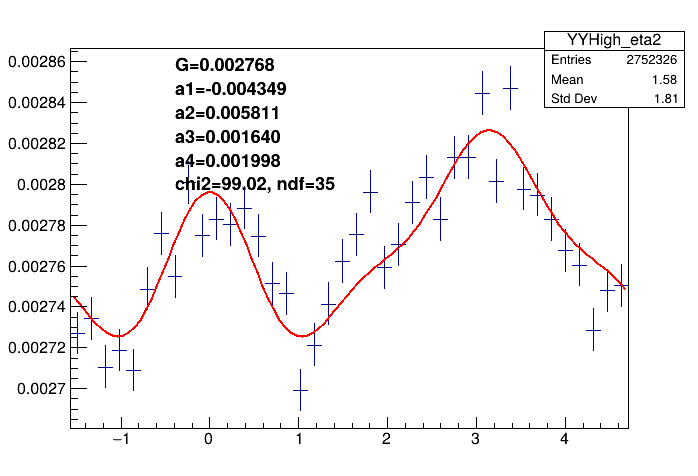 YYHigh_eta2
Entries 2752326
Mean 1.58
Std Dev 1.81
G=0.002768
a1=-0.004349
a2=0.005811
a3=0.001640
a4=0.001998
chi2=99.02, ndf=35
0.00286
0.00284
0.00282
0.0028
0.00278
0.00276
0.00274
0.00272
0.0027
−1 0 1 2 3 4